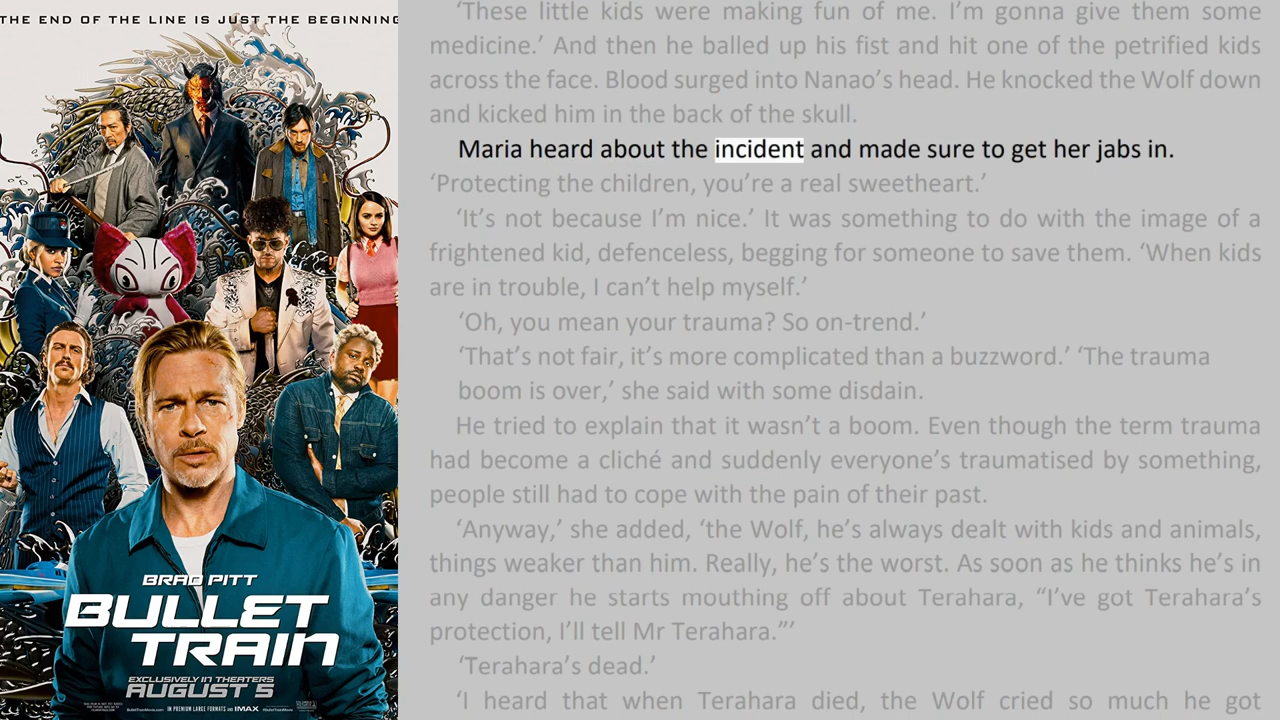 THE END OF THE LINE IS JUST THE BEGINNING
BRAD PITT
BULLET
TRAIN
EXCLUSIVELY IN THEATERS
AUGUST 5
IN PREMIUM LARGE FORMATS AND IMAX
‘These little kids were making fun of me. I’m gonna give them some
medicine.’ And then he balled up his fist and hit one of the petrified kids
across the face. Blood surged into Nanao’s head. He knocked the Wolf down
and kicked him in the back of the skull.
Maria heard about the incident and made sure to get her jabs in.
‘Protecting the children, you’re a real sweetheart.’
‘It’s not because I’m nice.’ It was something to do with the image of a
frightened kid, defenceless, begging for someone to save them. ‘When kids
are in trouble, I can’t help myself.’
‘Oh, you mean your trauma? So on-trend.’
‘That’s not fair, it’s more complicated than a buzzword.’ ‘The trauma
boom is over,’ she said with some disdain.
He tried to explain that it wasn’t a boom. Even though the term trauma
had become a cliché and suddenly everyone’s traumatised by something,
people still had to cope with the pain of their past.
‘Anyway,’ she added, ‘the Wolf, he’s always dealt with kids and animals,
things weaker than him. Really, he’s the worst. As soon as he thinks he’s in
any danger he starts mouthing off about Terahara, “I’ve got Terahara’s
protection, I’ll tell Mr Terahara.”’
‘Terahara’s dead.’
‘I heard that when Terahara died, the Wolf cried so much he got